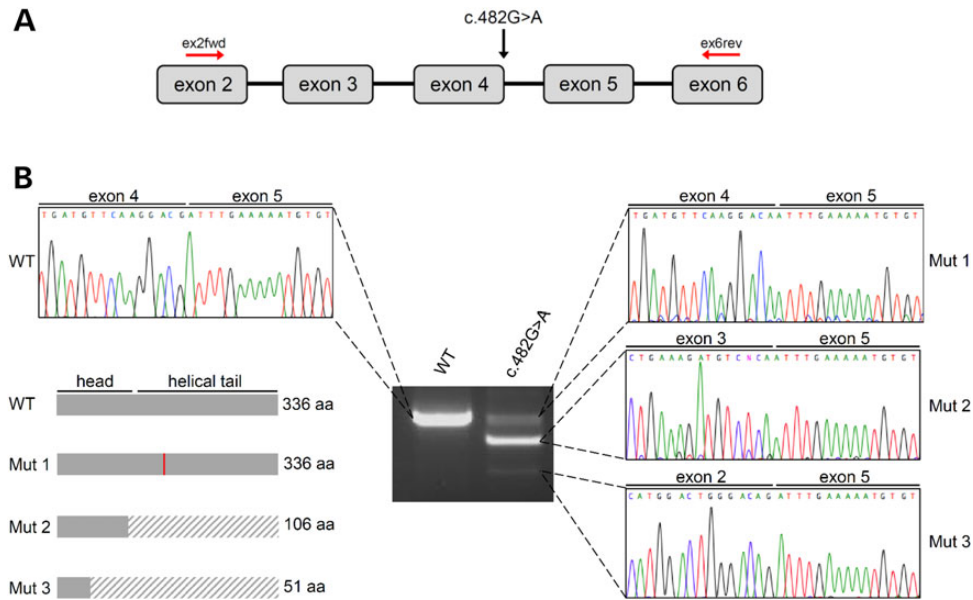 A
c.482G>A
ex2fwd
ex6rev
exon 2
exon 3
exon 4
exon 5
exon 6
B
exon 4
exon 5
TGATGTTCAAGGACGATTTGAAAAATGTGT
WT
exon 4
exon 5
TGATGTTCAAGGACAATTTGAAAAATGTGT
Mut 1
exon 3
exon 5
CTGAAAGATGTCNCAATTTGAAAAATGTGT
Mut 2
exon 2
exon 5
CATGGACTGGGACAGATTTGAAAAATGTGT
Mut 3
WT
c.482G>A
head
helical tail
WT
336 aa
Mut 1
336 aa
Mut 2
106 aa
Mut 3
51 aa